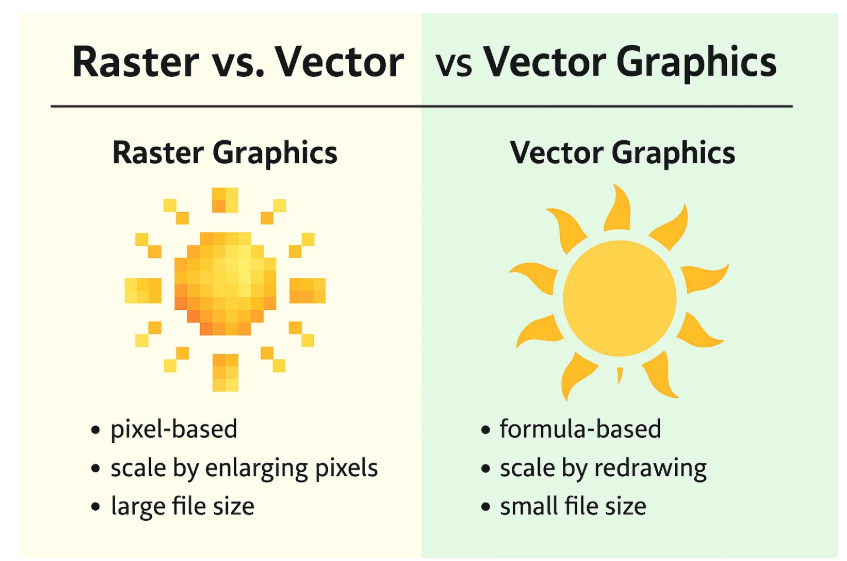 Raster vs. Vector vs Vector Graphics
Raster Graphics
• pixel-based
• scale by enlarging pixels
• large file size
Vector Graphics
• formula-based
• scale by redrawing
• small file size